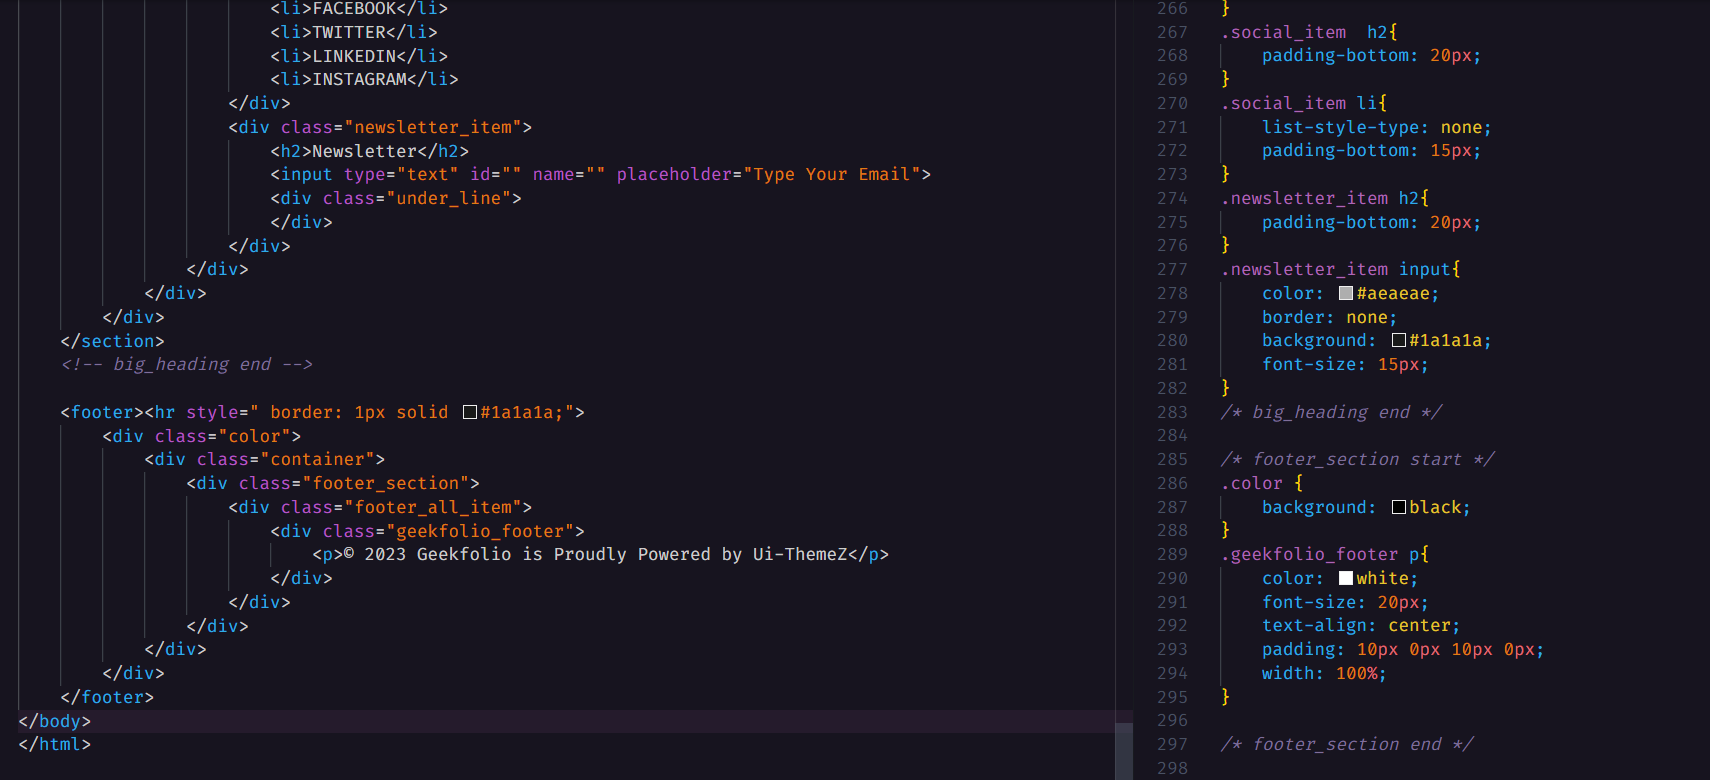 <li>FACEBOOK</li>
<li>TWITTER</li>
<li>LINKEDIN</li>
<li>INSTAGRAM</li>
</div>
<div class="newsletter_item">
<h2>Newsletter</h2>
<input type="text" id="" name="" placeholder="Type Your Email">
<div class="under_line">
</div>
</div>
</div>
</div>
</div>
</section>
<!-- big_heading end -->
<footer><hr style=" border: 1px solid #1a1a1a;">
<div class="color">
<div class="container">
<div class="footer_section">
<div class="footer_all_item">
<div class="geekfolio_footer">
<p>© 2023 Geekfolio is Proudly Powered by Ui-ThemeZ</p>
</div>
</div>
</div>
</div>
</div>
</footer>
</body>
</html>
266 }
267 .social_item  h2{
268 padding-bottom: 20px;
269 }
270 .social_item li{
271 list-style-type: none;
272 padding-bottom: 15px;
273 }
274 .newsletter_item h2{
275 padding-bottom: 20px;
276 }
277 .newsletter_item input{
278 color: #aeaeae;
279 border: none;
280 background: #1a1a1a;
281 font-size: 15px;
282 }
283 /* big_heading end */
284
285 /* footer_section start */
286 .color {
287 background: black;
288 }
289 .geekfolio_footer p{
290 color: white;
291 font-size: 20px;
292 text-align: center;
293 padding: 10px 0px 10px 0px;
294 width: 100%;
295 }
296
297 /* footer_section end */
298